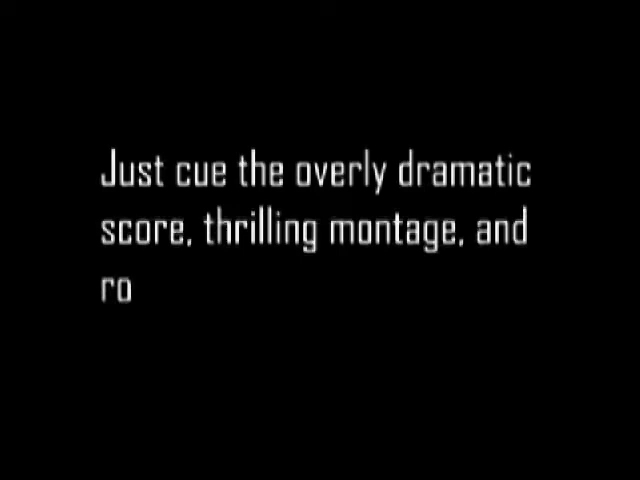 Just cue the overly dramatic
score, thrilling montage, and
ro